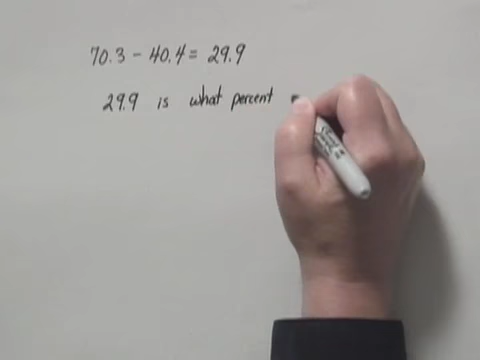 70.3 - 40.4 = 29.9
29.9 is what percent